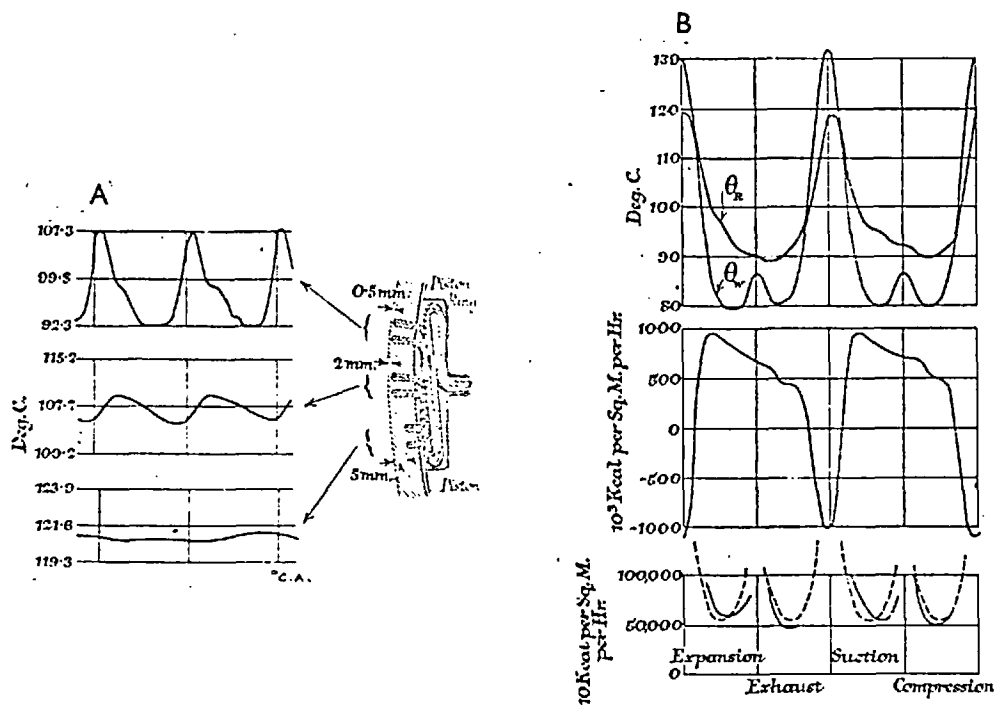 A
107.3
99.8
92.3
115.2
107.7
100.2
Deg. C.
123.9
121.6
119.3
°C.A.
0.5mm.
2mm.
5mm.
Piston
Ring
Piston
B
130
120
110
100
90
80
Deg. C.
θR
θw
1000
500
0
-500
-1000
10³ Kcal per Sq. M. per Hr.
100,000
50,000
0
10 Kcal per Sq. M.
per Hr.
Expansion
Exhaust
Suction
Compression